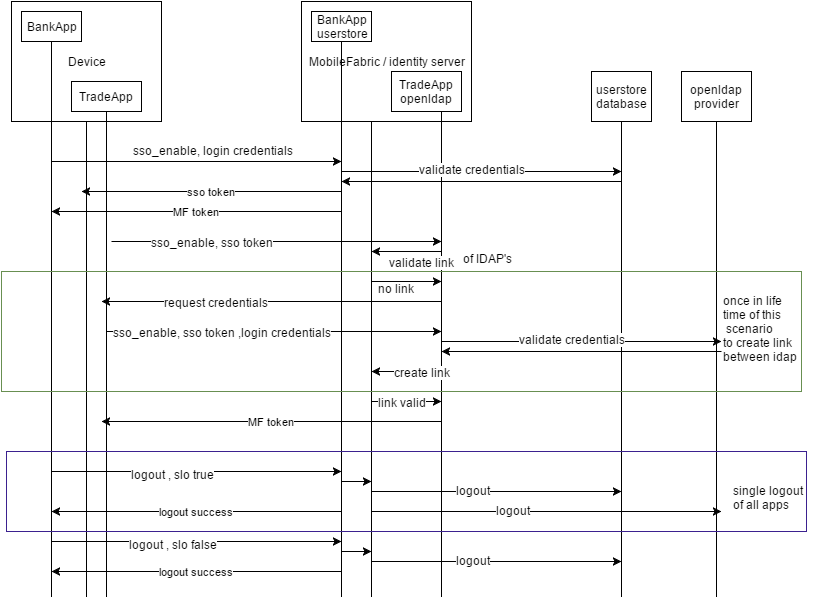 BankApp
Device
TradeApp
BankApp
userstore
MobileFabric / identity server
TradeApp
openldap
userstore
database
openldap
provider
sso_enable, login credentials
validate credentials
sso token
MF token
sso_enable, sso token
validate link
of IDAP's
no link
request credentials
sso_enable, sso token ,login credentials
validate credentials
create link
once in life
time of this
scenario
to create link
between idap
link valid
MF token
logout , slo true
logout
logout success
logout
single logout
of all apps
logout , slo false
logout
logout success